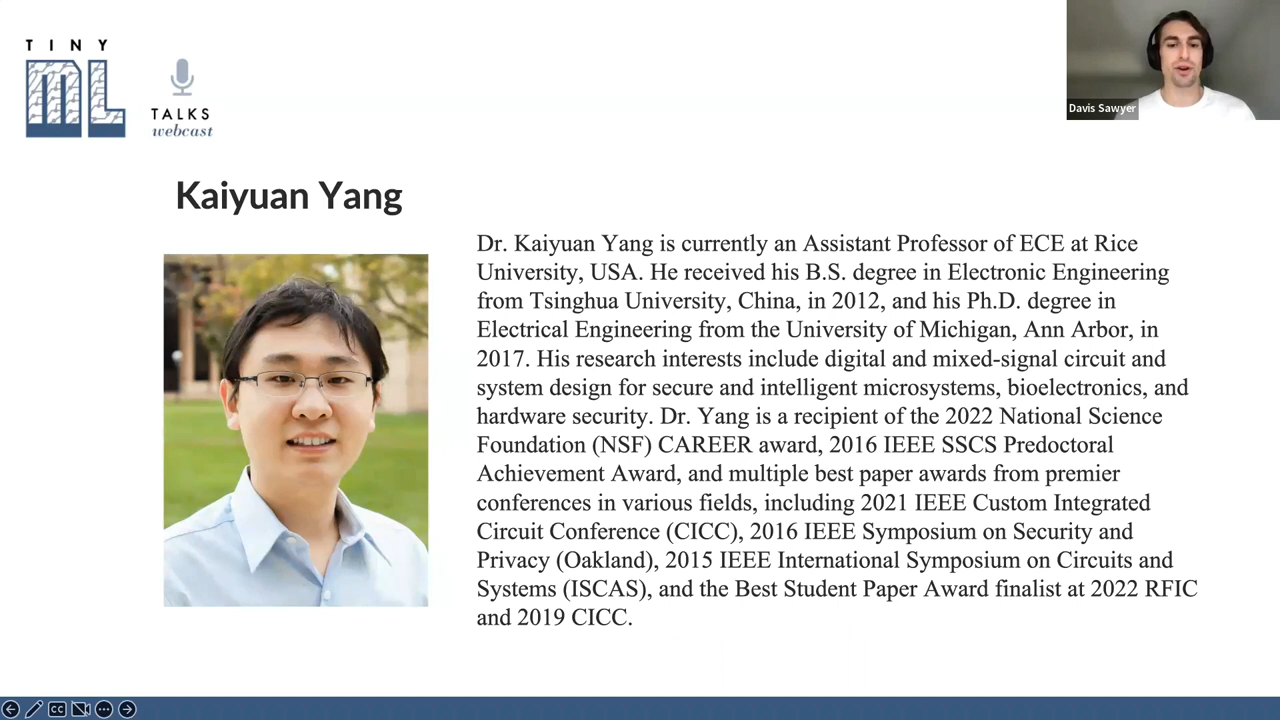 TINY
ML
TALKS
webcast
Davis Sawyer
Kaiyuan Yang
Dr. Kaiyuan Yang is currently an Assistant Professor of ECE at Rice
University, USA. He received his B.S. degree in Electronic Engineering
from Tsinghua University, China, in 2012, and his Ph.D. degree in
Electrical Engineering from the University of Michigan, Ann Arbor, in
2017. His research interests include digital and mixed-signal circuit and
system design for secure and intelligent microsystems, bioelectronics, and
hardware security. Dr. Yang is a recipient of the 2022 National Science
Foundation (NSF) CAREER award, 2016 IEEE SSCS Predoctoral
Achievement Award, and multiple best paper awards from premier
conferences in various fields, including 2021 IEEE Custom Integrated
Circuit Conference (CICC), 2016 IEEE Symposium on Security and
Privacy (Oakland), 2015 IEEE International Symposium on Circuits and
Systems (ISCAS), and the Best Student Paper Award finalist at 2022 RFIC
and 2019 CICC.
CC